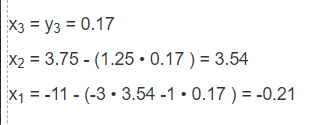 x₃ = y₃ = 0.17
x₂ = 3.75 - (1.25 • 0.17 ) = 3.54
x₁ = -11 - (-3 • 3.54 -1 • 0.17 ) = -0.21